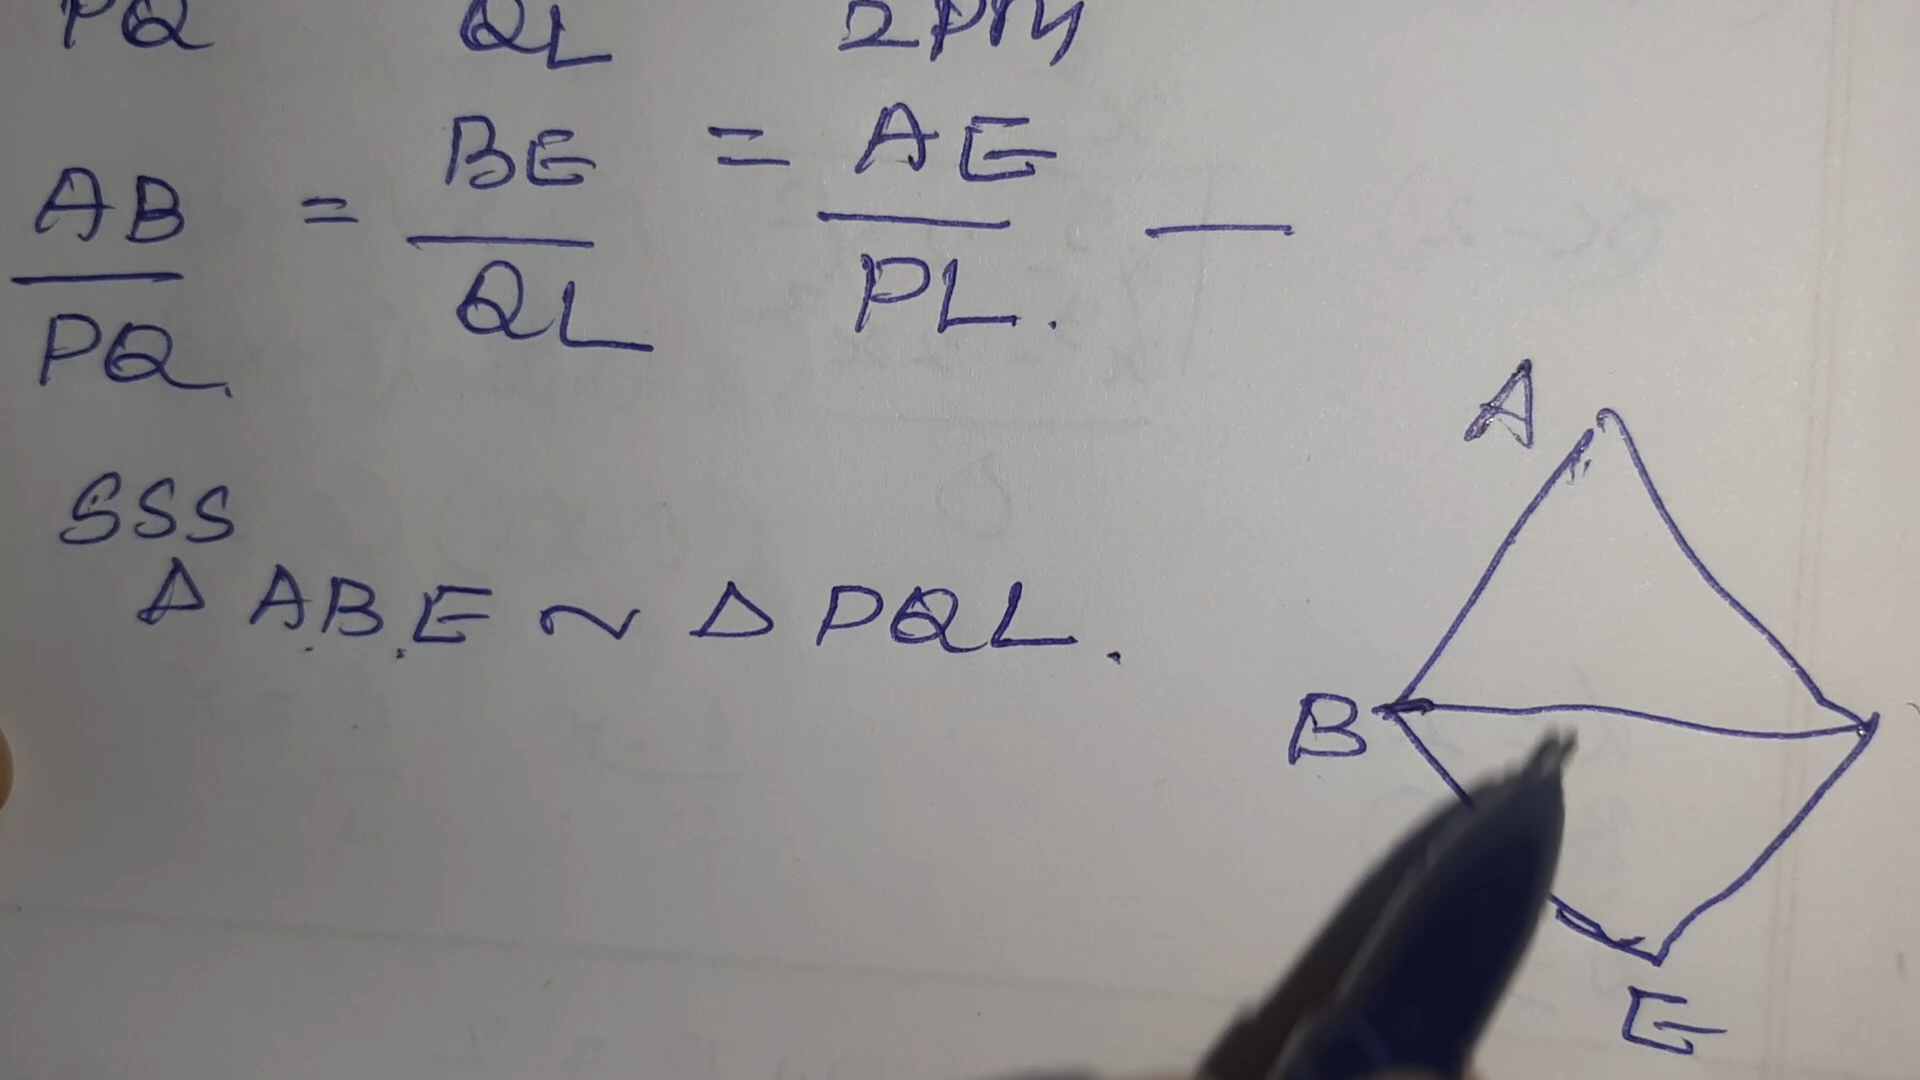 PQ QL 2PM
AB/PQ. = BE/QL = AE/PL. —
SSS
Δ ABE ~ Δ PQL.
A
B
E